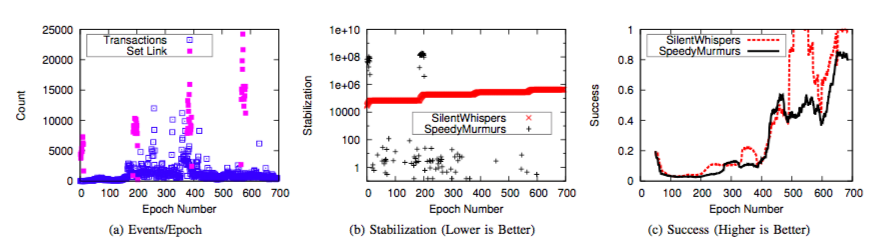 25000
20000
15000
10000
5000
0
Count
Transactions
Set Link
0 100 200 300 400 500 600 700
Epoch Number
(a) Events/Epoch
1e+10
1e+08
1e+06
10000
100
1
Stabilization
SilentWhispers
SpeedyMurmurs
0 100 200 300 400 500 600 700
Epoch Number
(b) Stabilization (Lower is Better)
1
0.8
0.6
0.4
0.2
0
Success
SilentWhispers
SpeedyMurmurs
0 100 200 300 400 500 600 700
Epoch Number
(c) Success (Higher is Better)